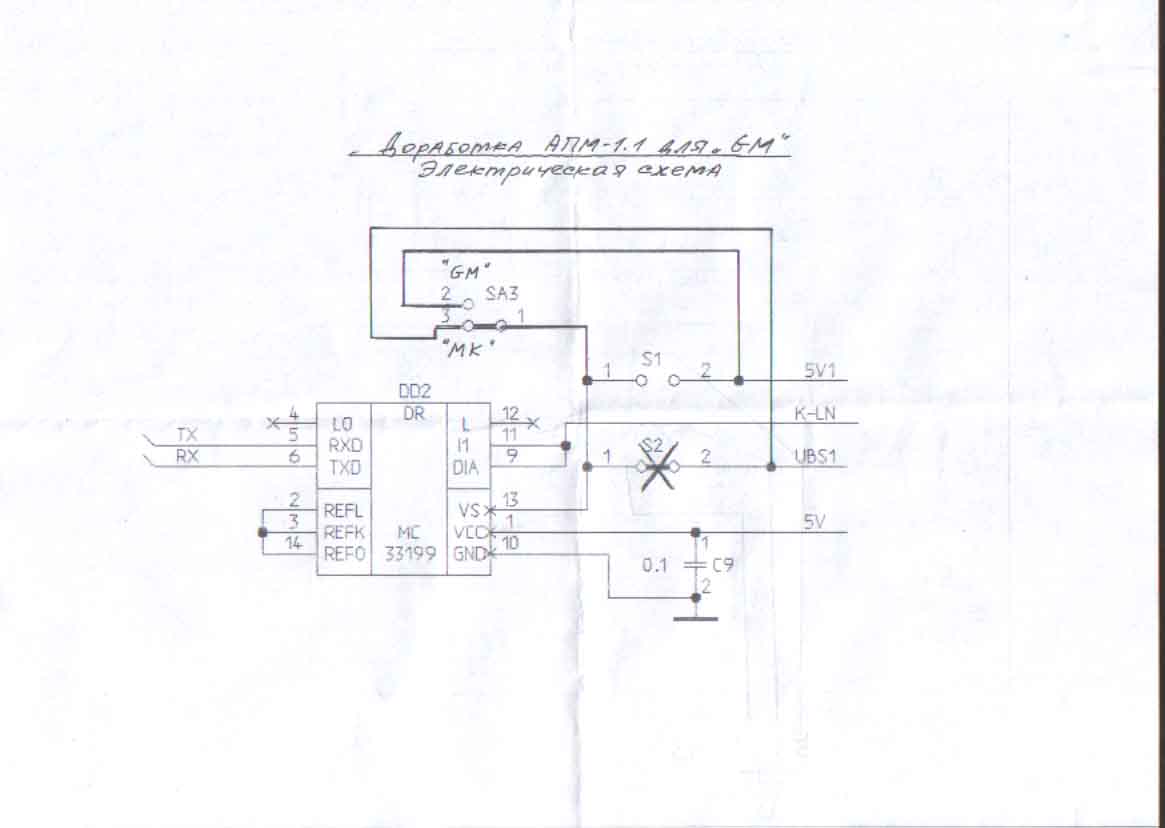 Доработка АПМ-1.1 для „GM“
Электрическая схема
"GM"
2 SA3
3 1
"МК"
S1
1 2 5V1
DD2
DR
K-LN
4 LO L 12
TX 5 RXD I1 11
RX 6 TXD DIA 9
S2
1 2 UBS1
2 REFL VS 13
3 REFK MC VCC 1 5V
14 REFO 33199 GND 10
1
0.1 C9
2